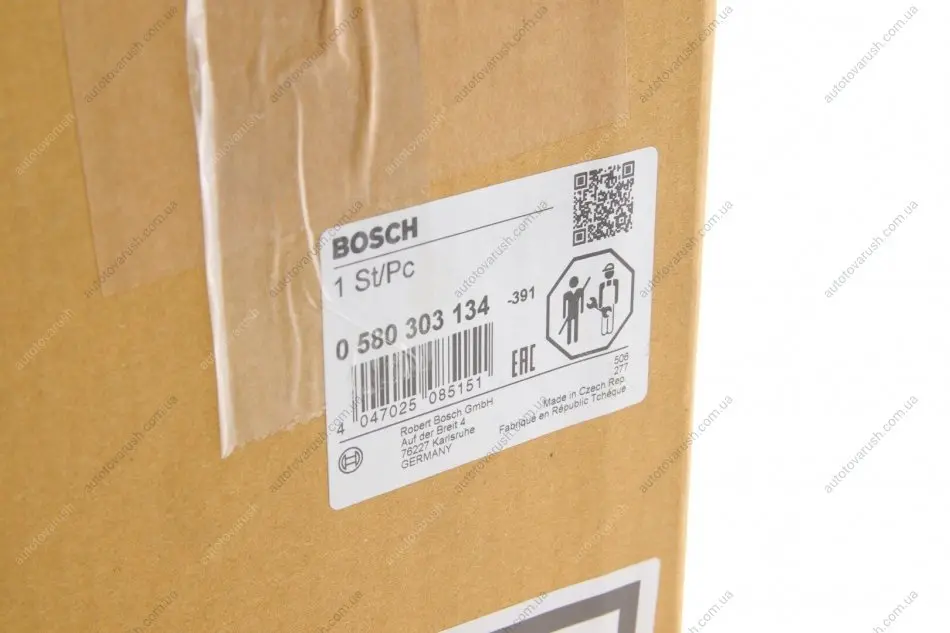 BOSCH
1 St/Pc
0 580 303 134 -391
EAC
4 047025 085151
506
277
Robert Bosch GmbH
Auf der Breit 4
76227 Karlsruhe
GERMANY
Made in Czech Rep.
Fabriqué en République Tchèque
autotovarush.com.ua